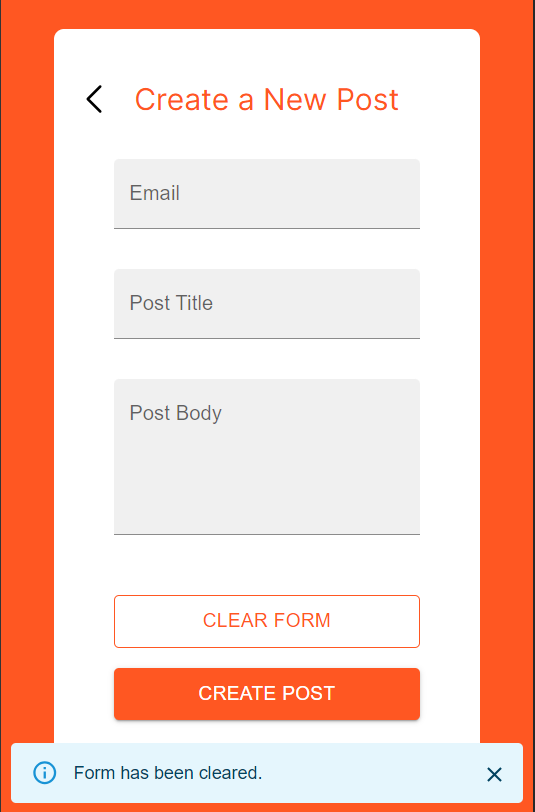 Create a New Post
Email
Post Title
Post Body
CLEAR FORM
CREATE POST
Form has been cleared.